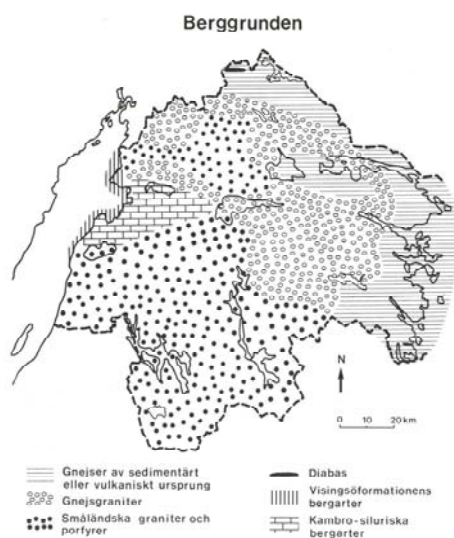 Berggrunden
N
0 10 20 km
Gnejser av sedimentärt
eller vulkaniskt ursprung
Gnejsgraniter
Småländska graniter och
porfyrer
Diabas
Visingsöformationens
bergarter
Kambro-siluriska
bergarter